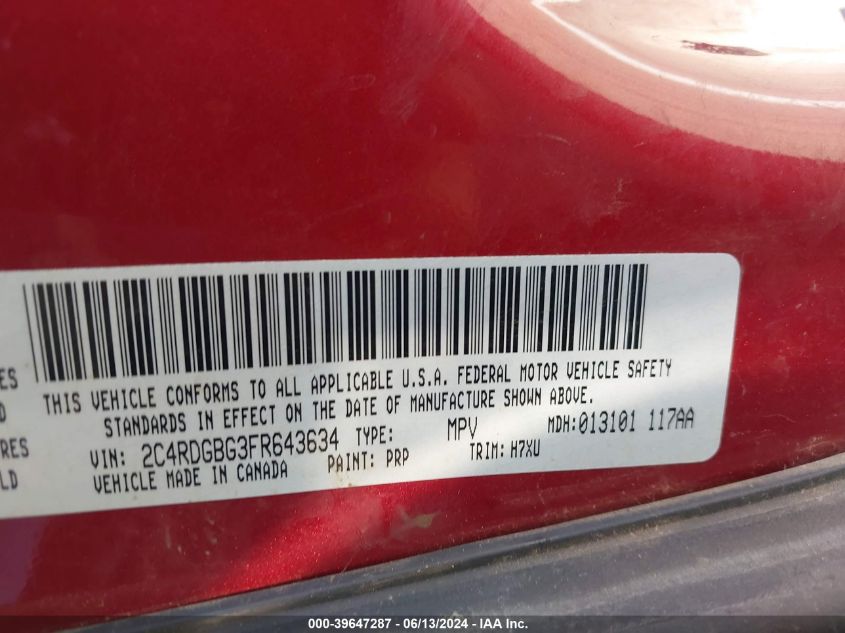 ES
THIS VEHICLE CONFORMS TO ALL APPLICABLE U.S.A. FEDERAL MOTOR VEHICLE SAFETY
D
STANDARDS IN EFFECT ON THE DATE OF MANUFACTURE SHOWN ABOVE.
RES
VIN: 2C4RDGBG3FR643634 TYPE: MPV MDH:013101 117AA
LD
VEHICLE MADE IN CANADA PAINT: PRP TRIM: H7XU
000-39647287 - 06/13/2024 - IAA Inc.